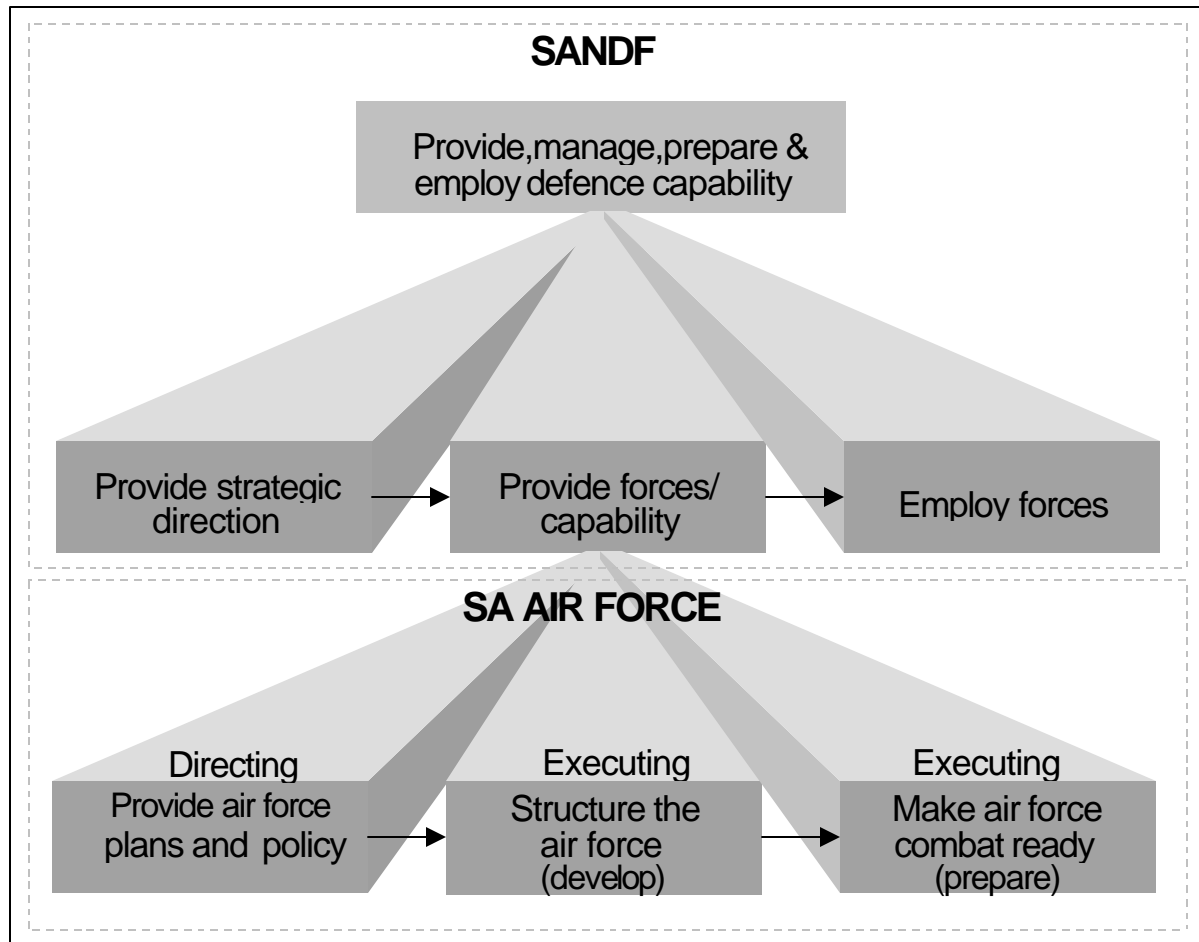 SANDF
Provide,manage,prepare &
employ defence capability
Provide strategic
direction
Provide forces/
capability
Employ forces
SA AIR FORCE
Directing
Provide air force
plans and policy
Executing
Structure the
air force
(develop)
Executing
Make air force
combat ready
(prepare)